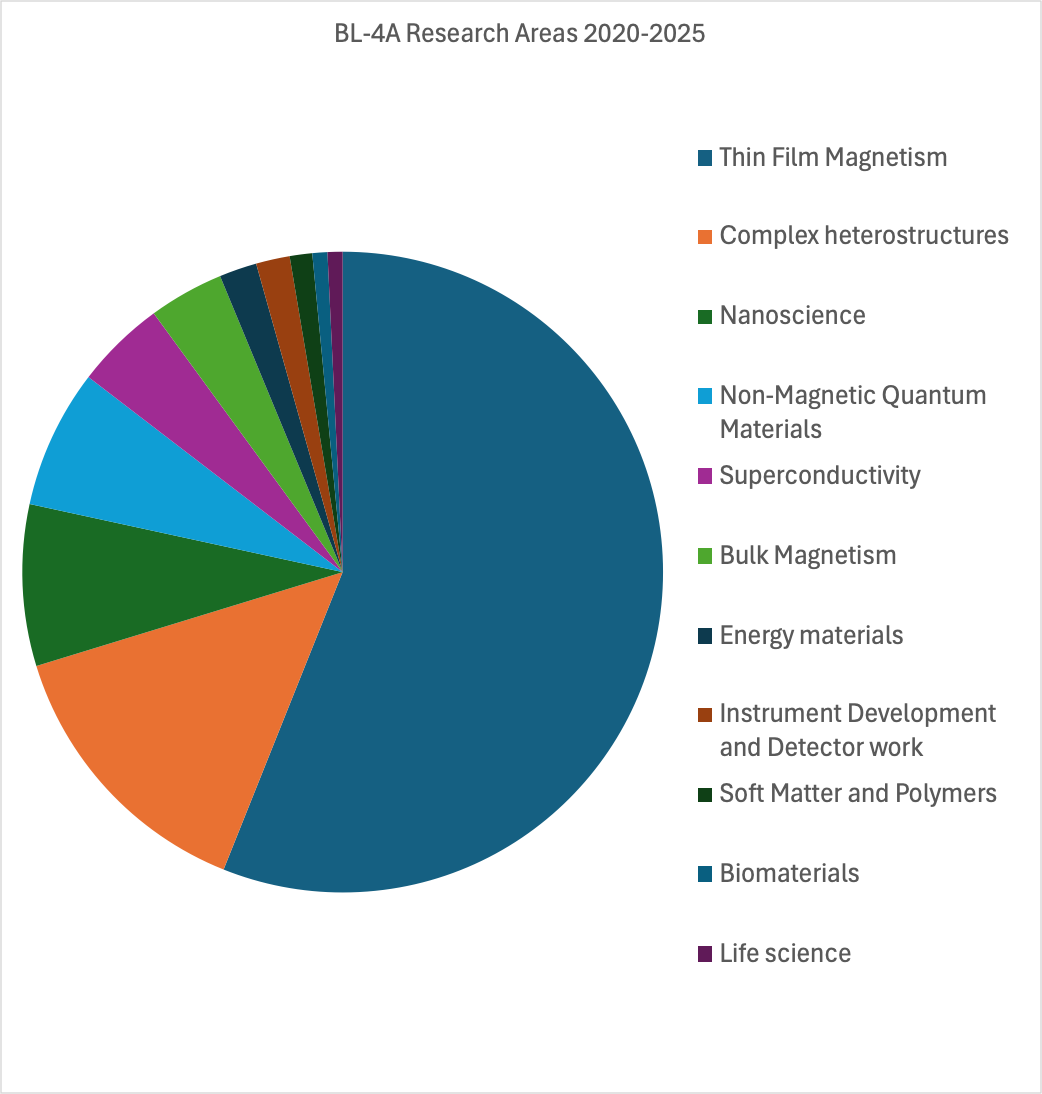 BL-4A Research Areas 2020-2025
Thin Film Magnetism
Complex heterostructures
Nanoscience
Non-Magnetic Quantum
Materials
Superconductivity
Bulk Magnetism
Energy materials
Instrument Development
and Detector work
Soft Matter and Polymers
Biomaterials
Life science